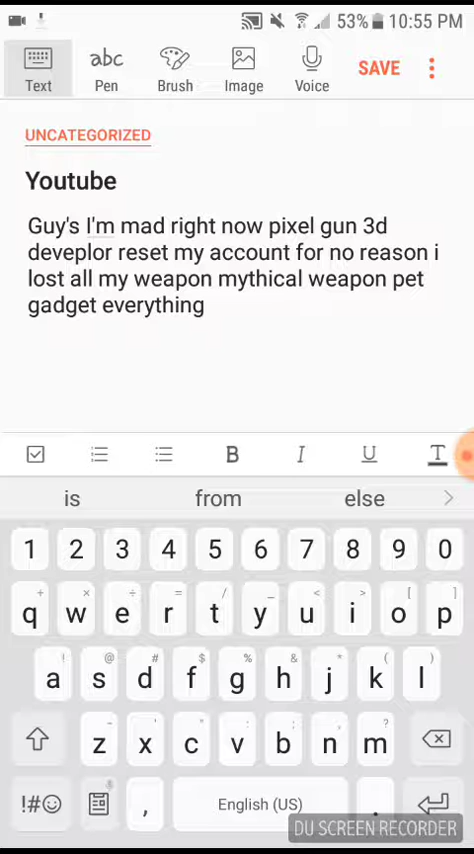 53% 10:55 PM
abc
Text Pen Brush Image Voice SAVE
UNCATEGORIZED
Youtube
Guy's I'm mad right now pixel gun 3d
deveplor reset my account for no reason i
lost all my weapon mythical weapon pet
gadget everything
B I U T
is from else
1 2 3 4 5 6 7 8 9 0
+ × ÷ = / _ < > [ ]
q w e r t y u i o p
! @ # $ % & * ( )
a s d f g h j k l
- ' " : ; , ?
z x c v b n m
!#☺ , English (US) .
DU SCREEN RECORDER